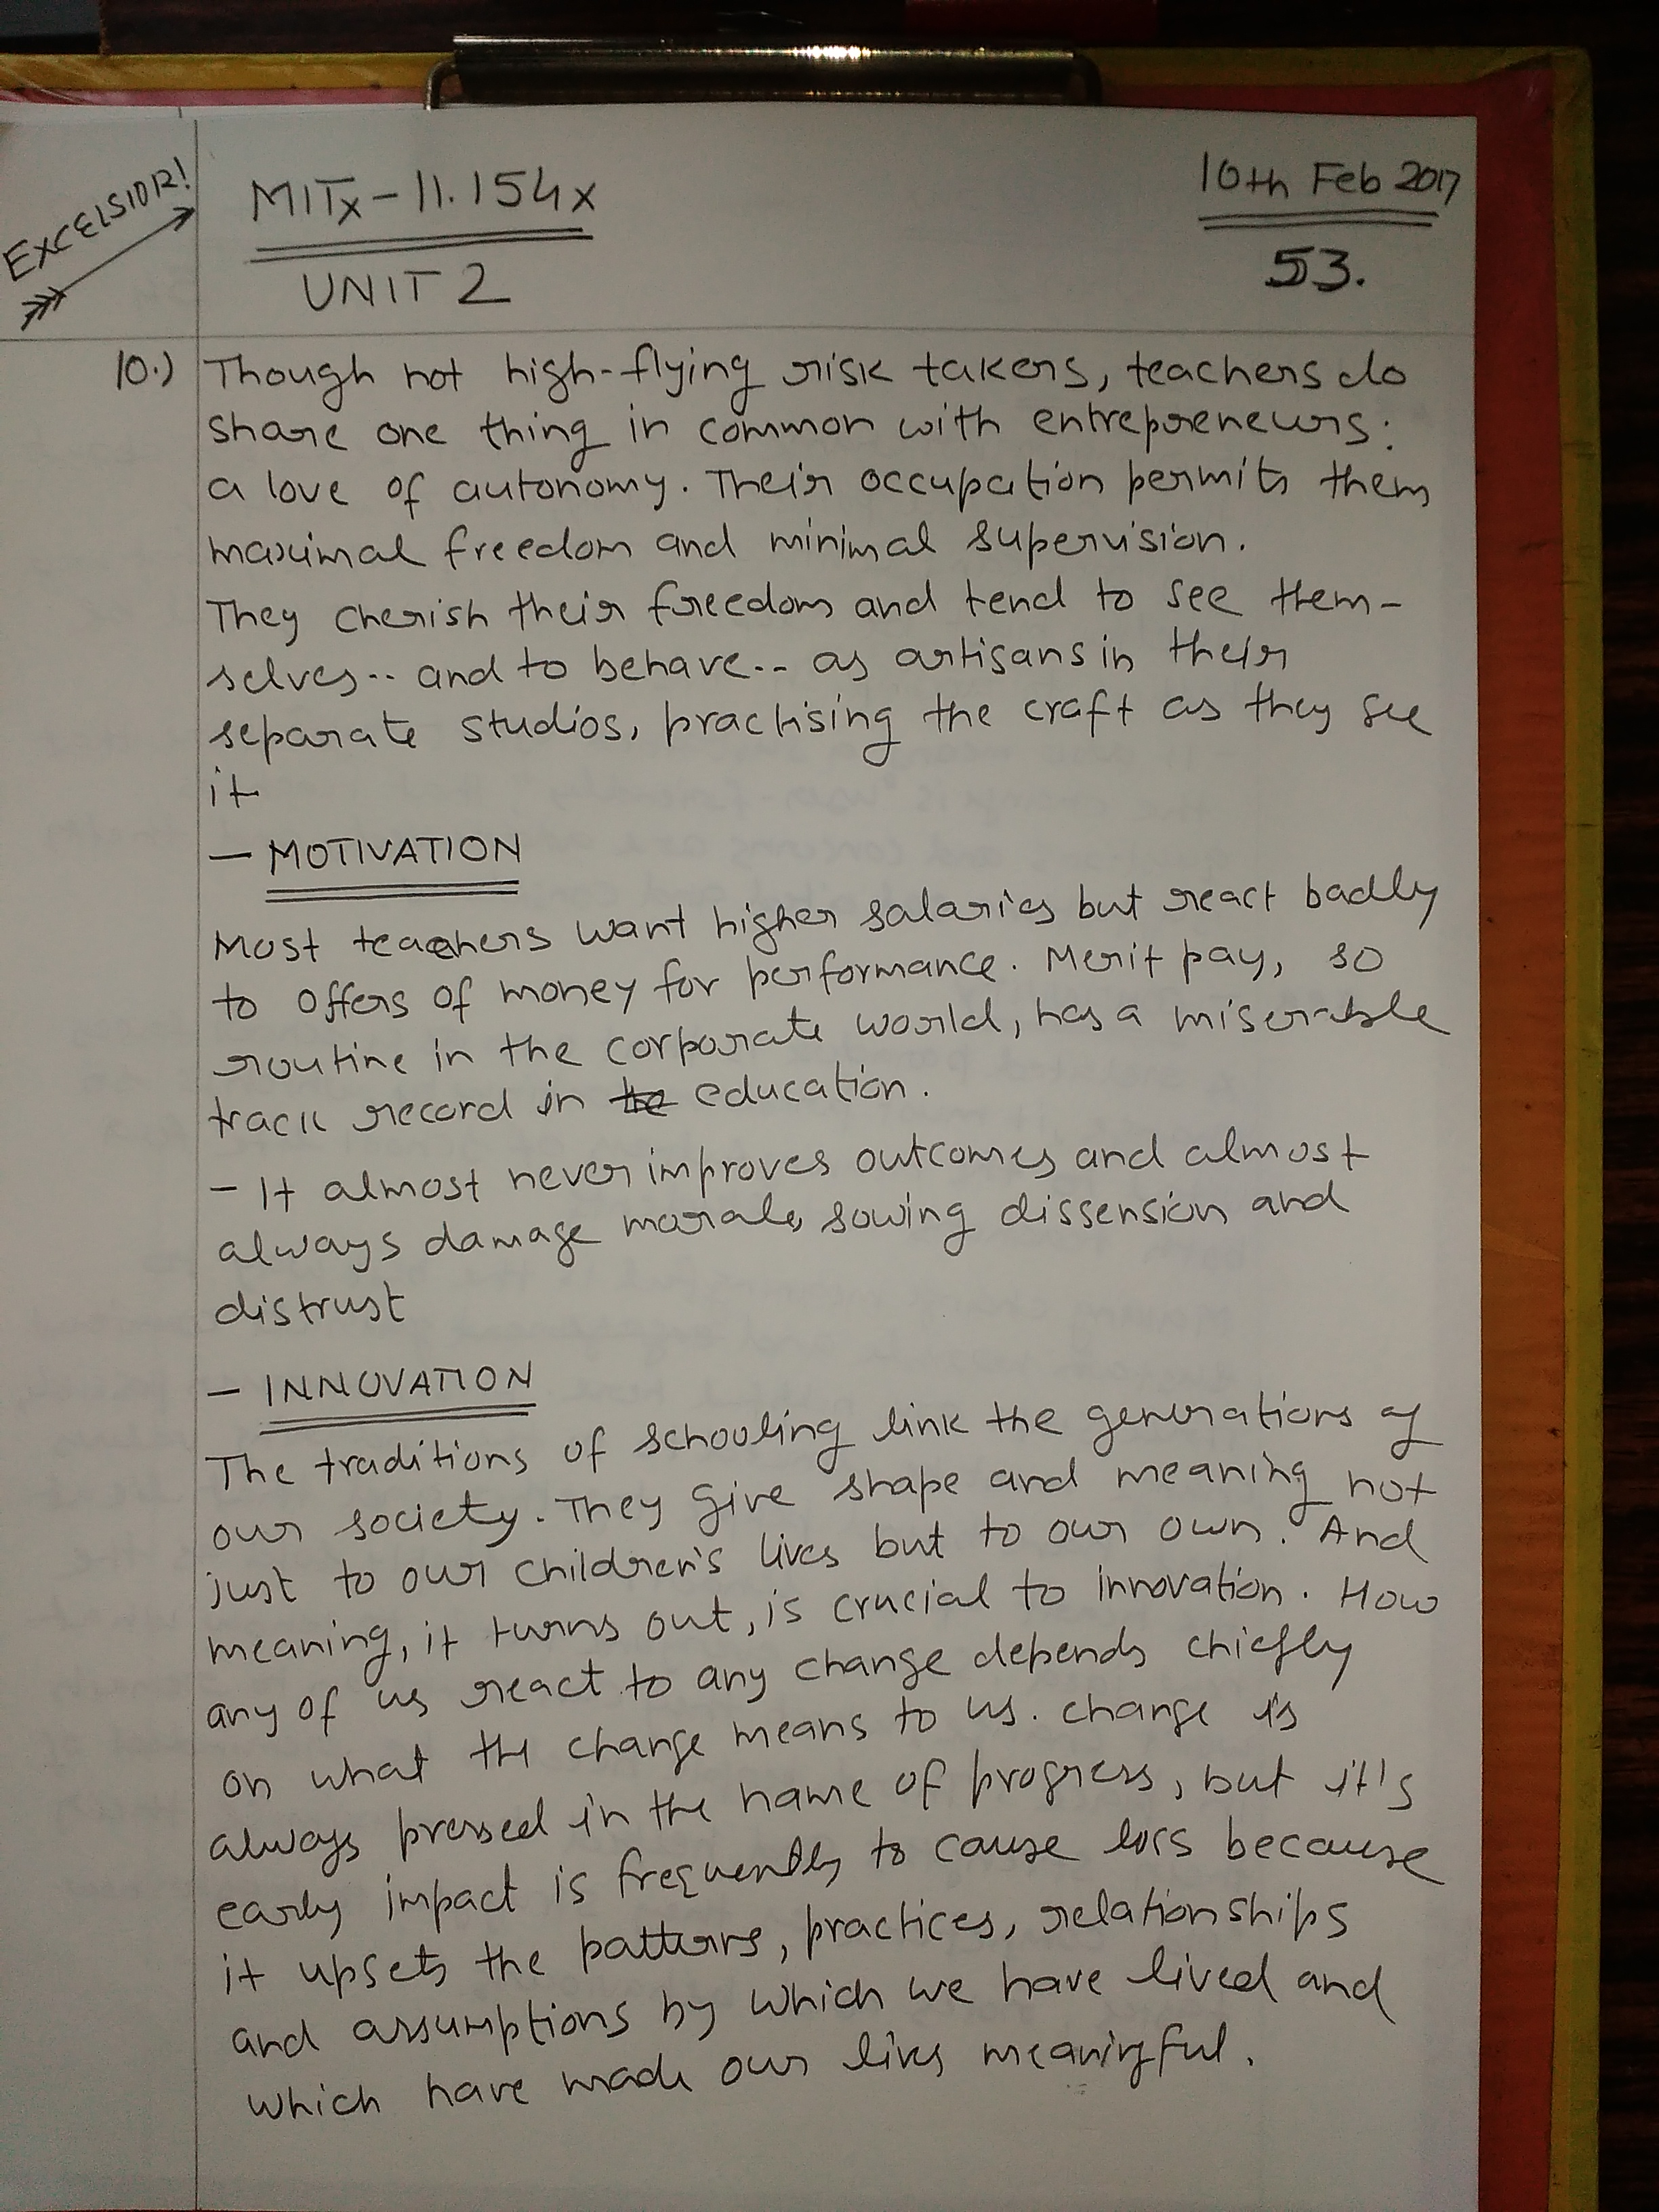 EXCELSIOR!
MITx-11.154x
UNIT 2
10th Feb 2017
53.
10.) Though not high-flying risk takers, teachers do
share one thing in common with entrepreneurs:
a love of autonomy. Their occupation permits them
maximal freedom and minimal supervision.
They cherish their freedom and tend to see them-
selves.. and to behave.. as artisans in their
separate studios, practising the craft as they see
it
- MOTIVATION
Most teachers want higher salaries but react badly
to offers of money for performance. Merit pay, so
routine in the corporate world, has a miserable
track record in the education.
- It almost never improves outcomes and almost
always damage morale, sowing dissension and
distrust
- INNOVATION
The traditions of schooling link the generations of
our society. They give shape and meaning not
just to our children's lives but to our own. And
meaning, it turns out, is crucial to innovation. How
any of us react to any change depends chiefly
on what the change means to us. change is
always pressed in the name of progress, but it's
early impact is frequently to cause loss because
it upsets the patterns, practices, relationships
and assumptions by which we have lived and
which have made our lives meaningful.